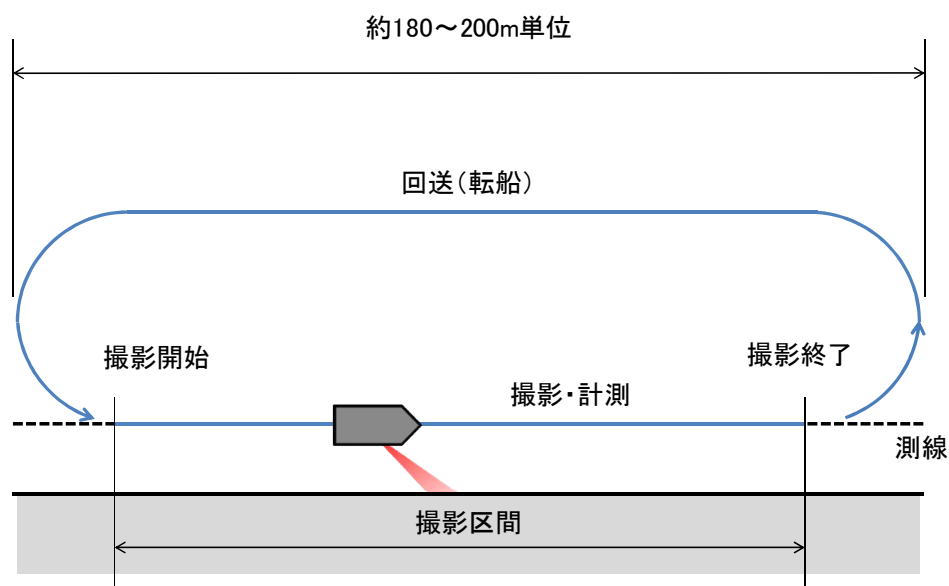 約180～200m単位
回送(転船)
撮影開始
撮影終了
撮影・計測
測線
撮影区間